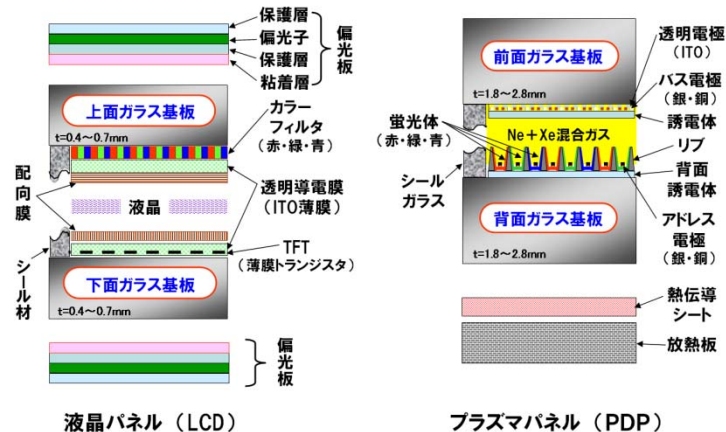 保護層
偏光子
保護層
粘着層
偏光板
上面ガラス基板
t=0.4～0.7mm
カラー
フィルタ
(赤・緑・青)
配向膜
液晶
透明導電膜
(ITO薄膜)
TFT
(薄膜トランジスタ)
シール材
下面ガラス基板
t=0.4～0.7mm
偏光板
液晶パネル（LCD）
前面ガラス基板
t=1.8～2.8mm
透明電極
(ITO)
バス電極
(銀・銅)
誘電体
蛍光体
(赤・緑・青)
Ne＋Xe混合ガス
リブ
シール
ガラス
背面
誘電体
背面ガラス基板
t=1.8～2.8mm
アドレス
電極
(銀・銅)
熱伝導
シート
放熱板
プラズマパネル（PDP）